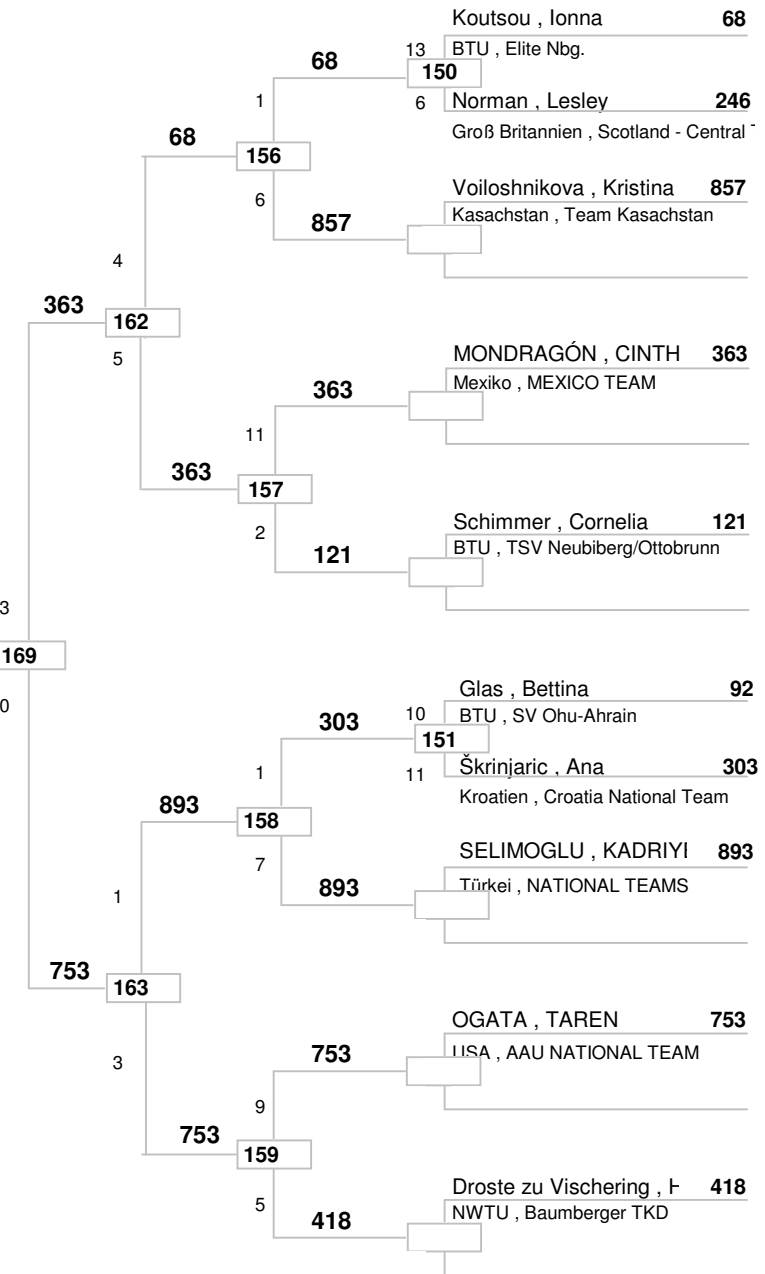 Koutsou , Ionna 68
68 13 BTU , Elite Nbg.
150
1 6 Norman , Lesley 246
Groß Britannien , Scotland - Central
68
156
Voiloshnikova , Kristina 857
6 857 Kasachstan , Team Kasachstan
4
363
162
5
MONDRAGÓN , CINTH 363
363 Mexiko , MEXICO TEAM
11
363
157
Schimmer , Cornelia 121
2 121 BTU , TSV Neubiberg/Ottobrunn
3
169
0
Glas , Bettina 92
303 10 BTU , SV Ohu-Ahrain
151
1 11 Škrinjaric , Ana 303
Kroatien , Croatia National Team
893
158
SELIMOGLU , KADRIYE 893
7 893 Türkei , NATIONAL TEAMS
1
753
163
OGATA , TAREN 753
3 753 USA , AAU NATIONAL TEAM
9
753
159
Droste zu Vischering , 418
5 418 NWTU , Baumberger TKD